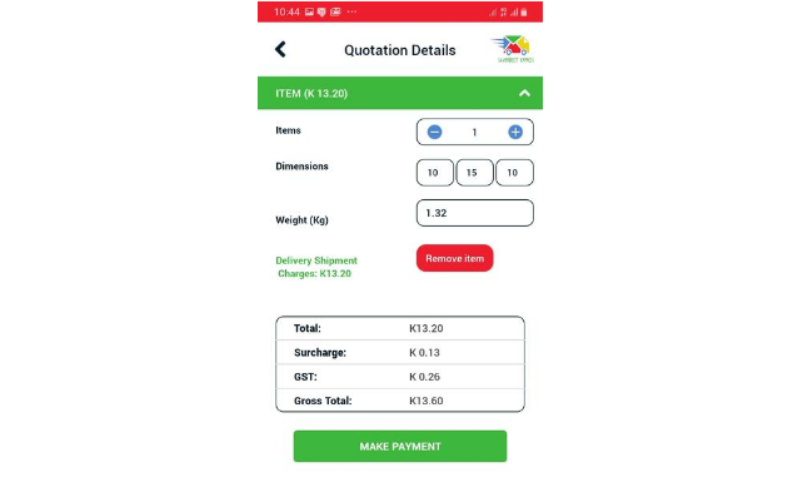 10:44
Quotation Details
ITEM (K 13.20)
Items 1
Dimensions 10 15 10
Weight (Kg) 1.32
Delivery Shipment
Charges: K13.20
Remove item
Total: K13.20
Surcharge: K 0.13
GST: K 0.26
Gross Total: K13.60
MAKE PAYMENT